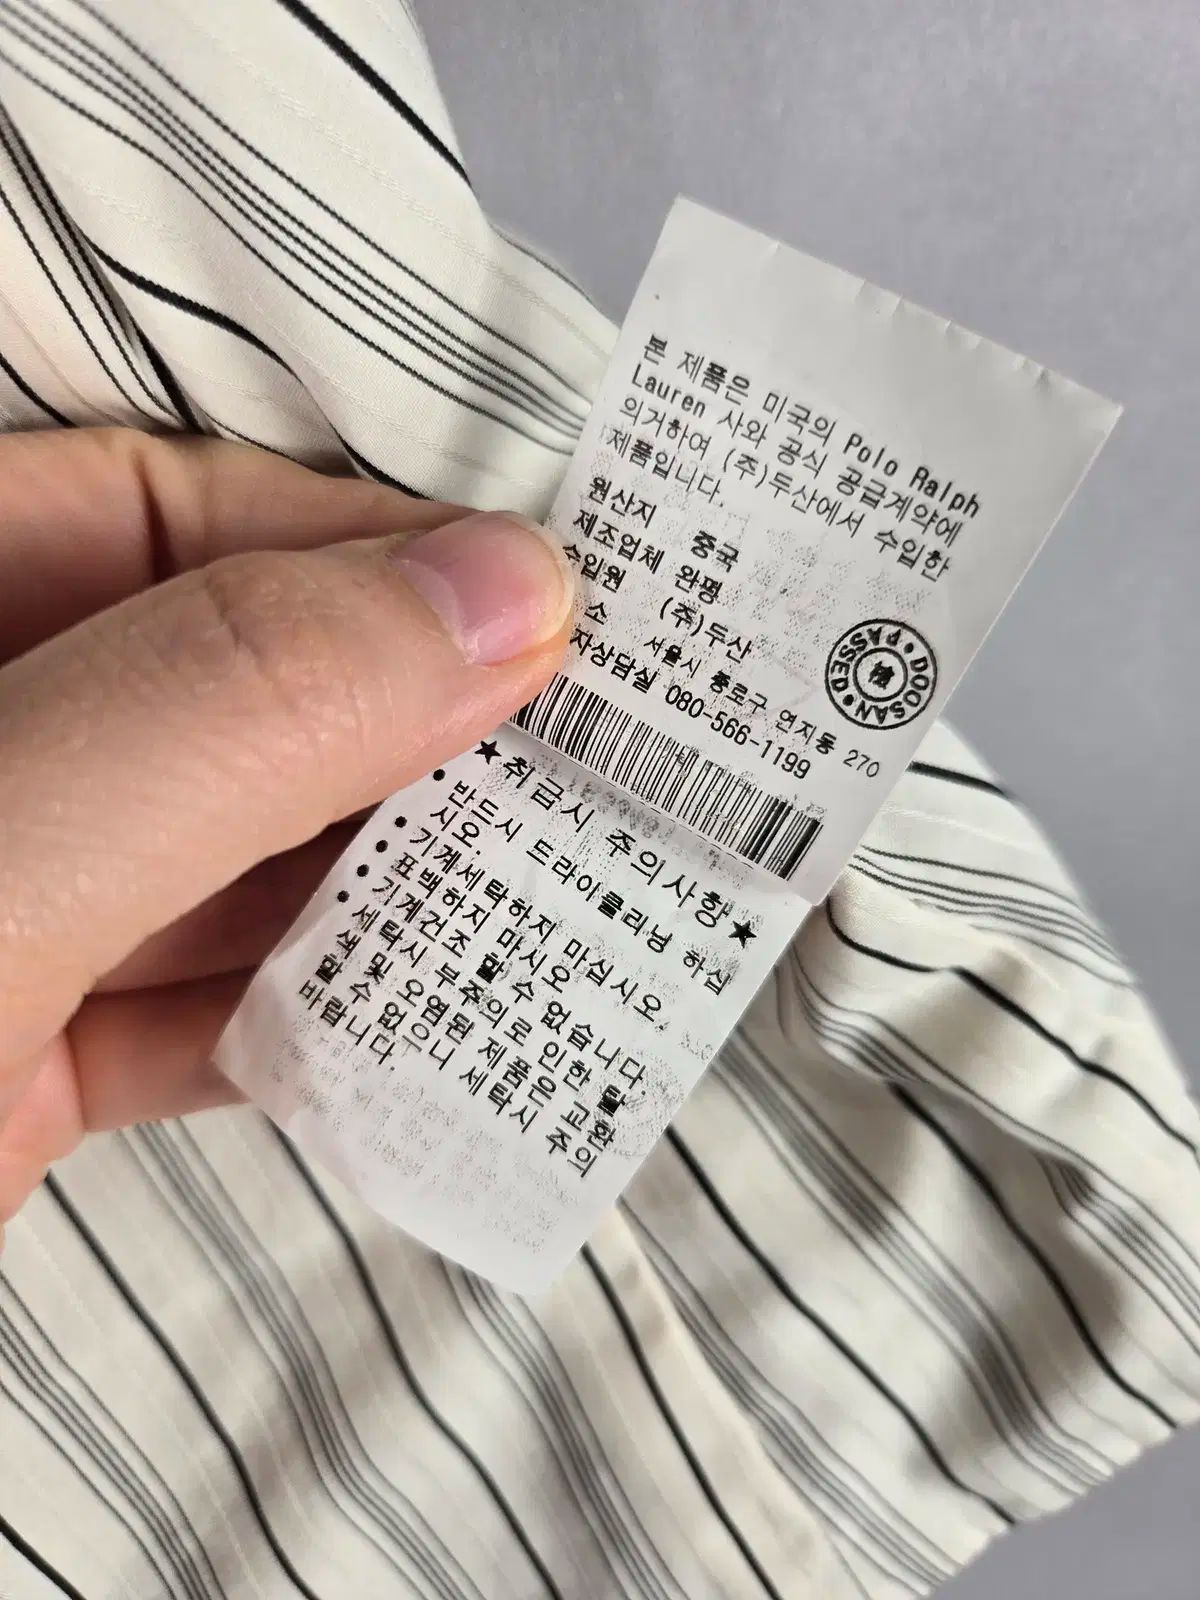 본 제품은 미국의 Polo Ralph
Lauren 사와 공식 공급계약에
의거하여 (주)두산에서 수입한
제품입니다.
원산지 중국
제조업체 완평
수입원 (주)두산
소 서울시 종로구 연지동 270
자상담실 080-566-1199
DOOSAN PASSED
檢
★취급시 주의사항★
● 반드시 드라이클리닝 하십
시오.
● 기계세탁하지 마십시오.
● 표백하지 마시오
● 기계건조 할 수 없습니다.
● 세탁시 부주의로 인한 탈
색 및 오염된 제품은 교환
할 수 없으니 세탁시 주의
바랍니다.